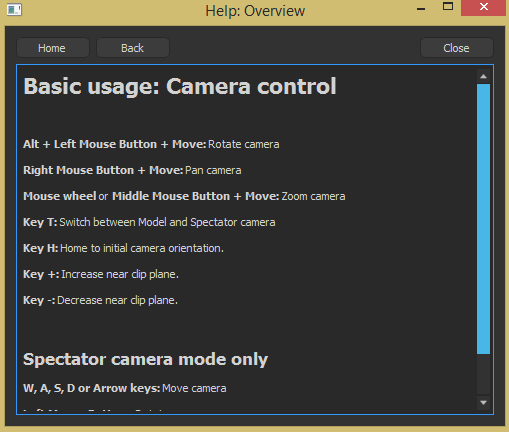 Help: Overview
Home
Back
Close
Basic usage: Camera control
Alt + Left Mouse Button + Move: Rotate camera
Right Mouse Button + Move: Pan camera
Mouse wheel or Middle Mouse Button + Move: Zoom camera
Key T: Switch between Model and Spectator camera
Key H: Home to initial camera orientation.
Key +: Increase near clip plane.
Key -: Decrease near clip plane.
Spectator camera mode only
W, A, S, D or Arrow keys: Move camera